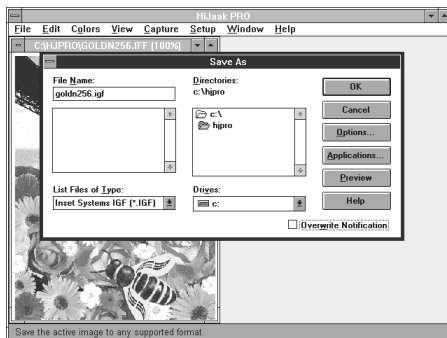 HiJaak PRO
File Edit Colors View Capture Setup Window Help
C:\HJPRO\GOLDN256.IFF (100%)
Save As
File Name:
goldn256.igf
Directories:
c:\hjpro
c:\
hjpro
OK
Cancel
Options...
Applications...
Preview
Help
List Files of Type:
Inset Systems IGF (*.IGF)
Drives:
c:
Overwrite Notification
Save the active image to any supported format.